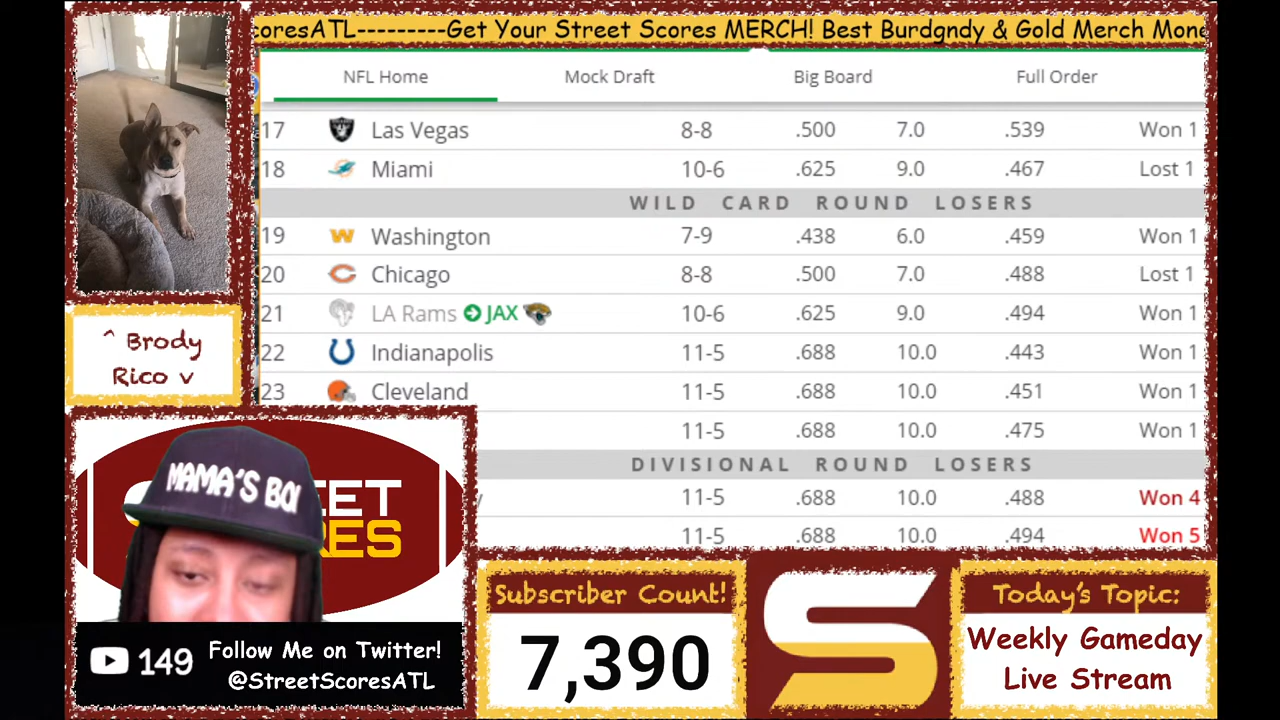 coresATL---------Get Your Street Scores MERCH! Best Burdgndy & Gold Merch Mone
NFL Home Mock Draft Big Board Full Order
17 Las Vegas 8-8 .500 7.0 .539 Won 1
18 Miami 10-6 .625 9.0 .467 Lost 1
WILD CARD ROUND LOSERS
19 Washington 7-9 .438 6.0 .459 Won 1
20 Chicago 8-8 .500 7.0 .488 Lost 1
21 LA Rams JAX 10-6 .625 9.0 .494 Won 1
22 Indianapolis 11-5 .688 10.0 .443 Won 1
23 Cleveland 11-5 .688 10.0 .451 Won 1
11-5 .688 10.0 .475 Won 1
DIVISIONAL ROUND LOSERS
11-5 .688 10.0 .488 Won 4
11-5 .688 10.0 .494 Won 5
^ Brody
Rico v
MAMA'S BOY
EET
RES
149
Follow Me on Twitter!
@StreetScoresATL
Subscriber Count!
7,390
S
Today's Topic:
Weekly Gameday
Live Stream